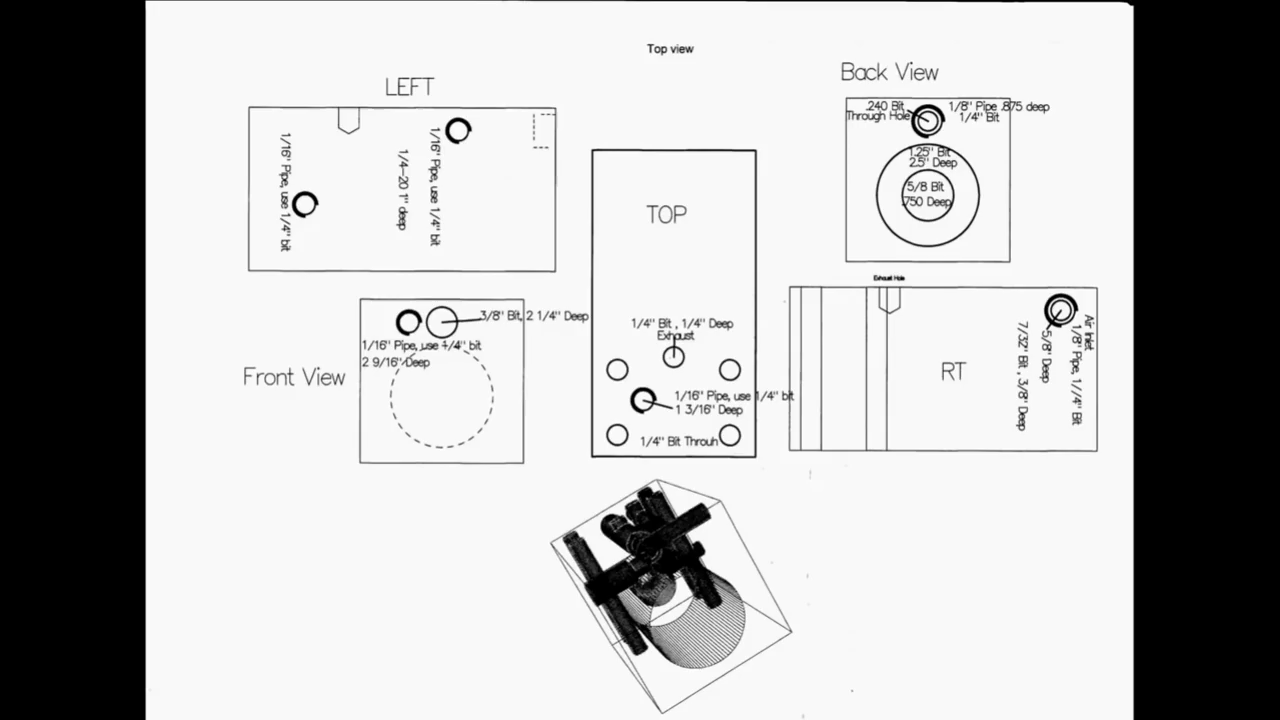 Top view
LEFT
1/16" Pipe, use 1/4" bit
1/4-20 1" deep
1/16" Pipe, use 1/4" bit
Back View
.240 Bit
Through Hole
1/8" Pipe .875 deep
1/4" Bit
1.25" Bit
2.5" Deep
5/8 Bit
.750 Deep
TOP
1/4" Bit , 1/4" Deep
Exhaust
1/16" Pipe, use 1/4" bit
1 3/16" Deep
1/4" Bit Throuh
Front View
3/8" Bit, 2 1/4" Deep
1/16" Pipe, use 1/4" bit
2 9/16" Deep
Exhaust Hole
RT
7/32" Bit , 3/8" Deep
5/8" Deep
1/8" Pipe, 1//4" Bit
Air Inlet